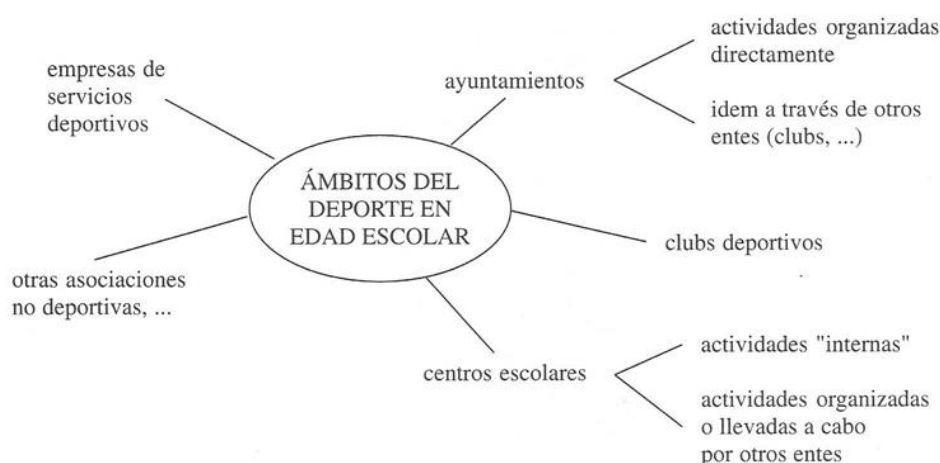 actividades organizadas
directamente
empresas de
servicios
deportivos
ayuntamientos
idem a través de otros
entes (clubs, ...)
ÁMBITOS DEL
DEPORTE EN
EDAD ESCOLAR
clubs deportivos
otras asociaciones
no deportivas, ...
actividades "internas"
centros escolares
actividades organizadas
o llevadas a cabo
por otros entes